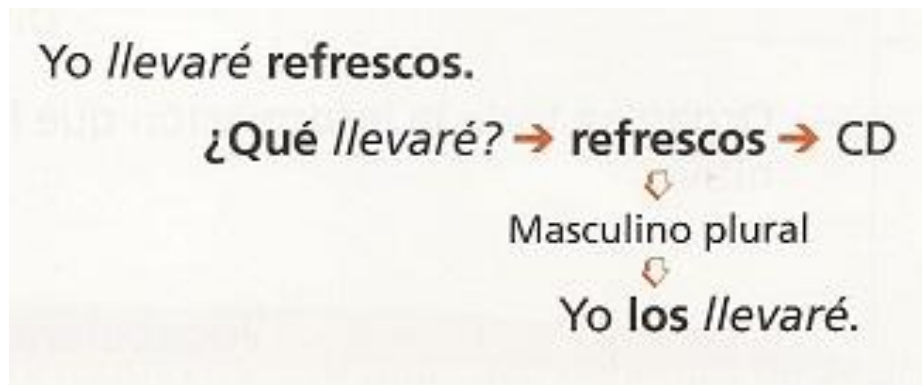 Yo llevaré refrescos.
¿Qué llevaré? → refrescos → CD
Masculino plural
Yo los llevaré.